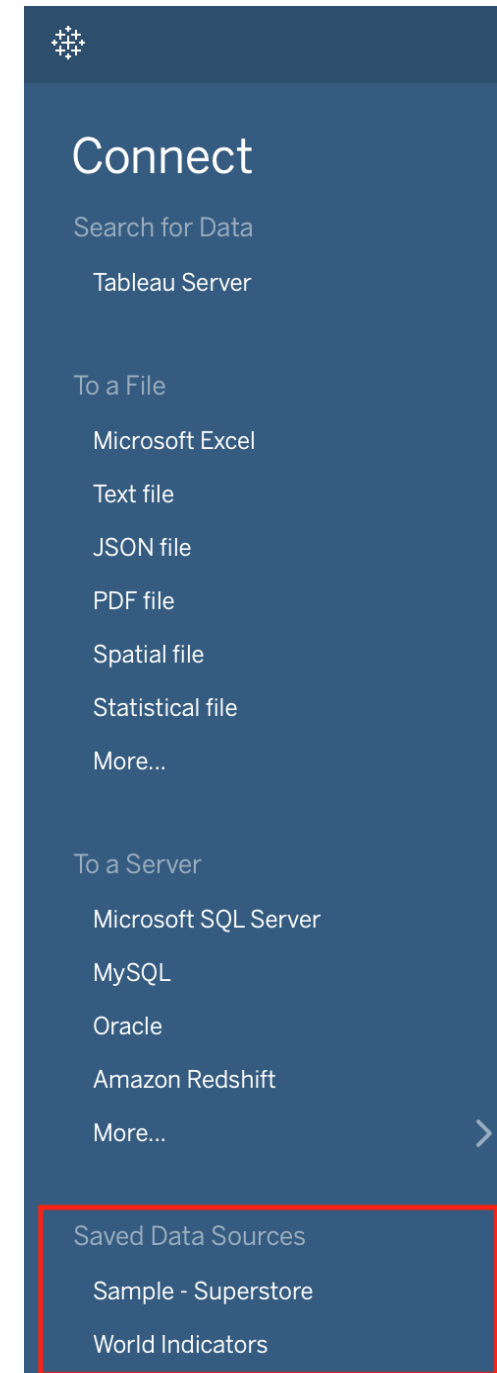 Connect
Search for Data
Tableau Server
To a File
Microsoft Excel
Text file
JSON file
PDF file
Spatial file
Statistical file
More...
To a Server
Microsoft SQL Server
MySQL
Oracle
Amazon Redshift
More...
Saved Data Sources
Sample - Superstore
World Indicators